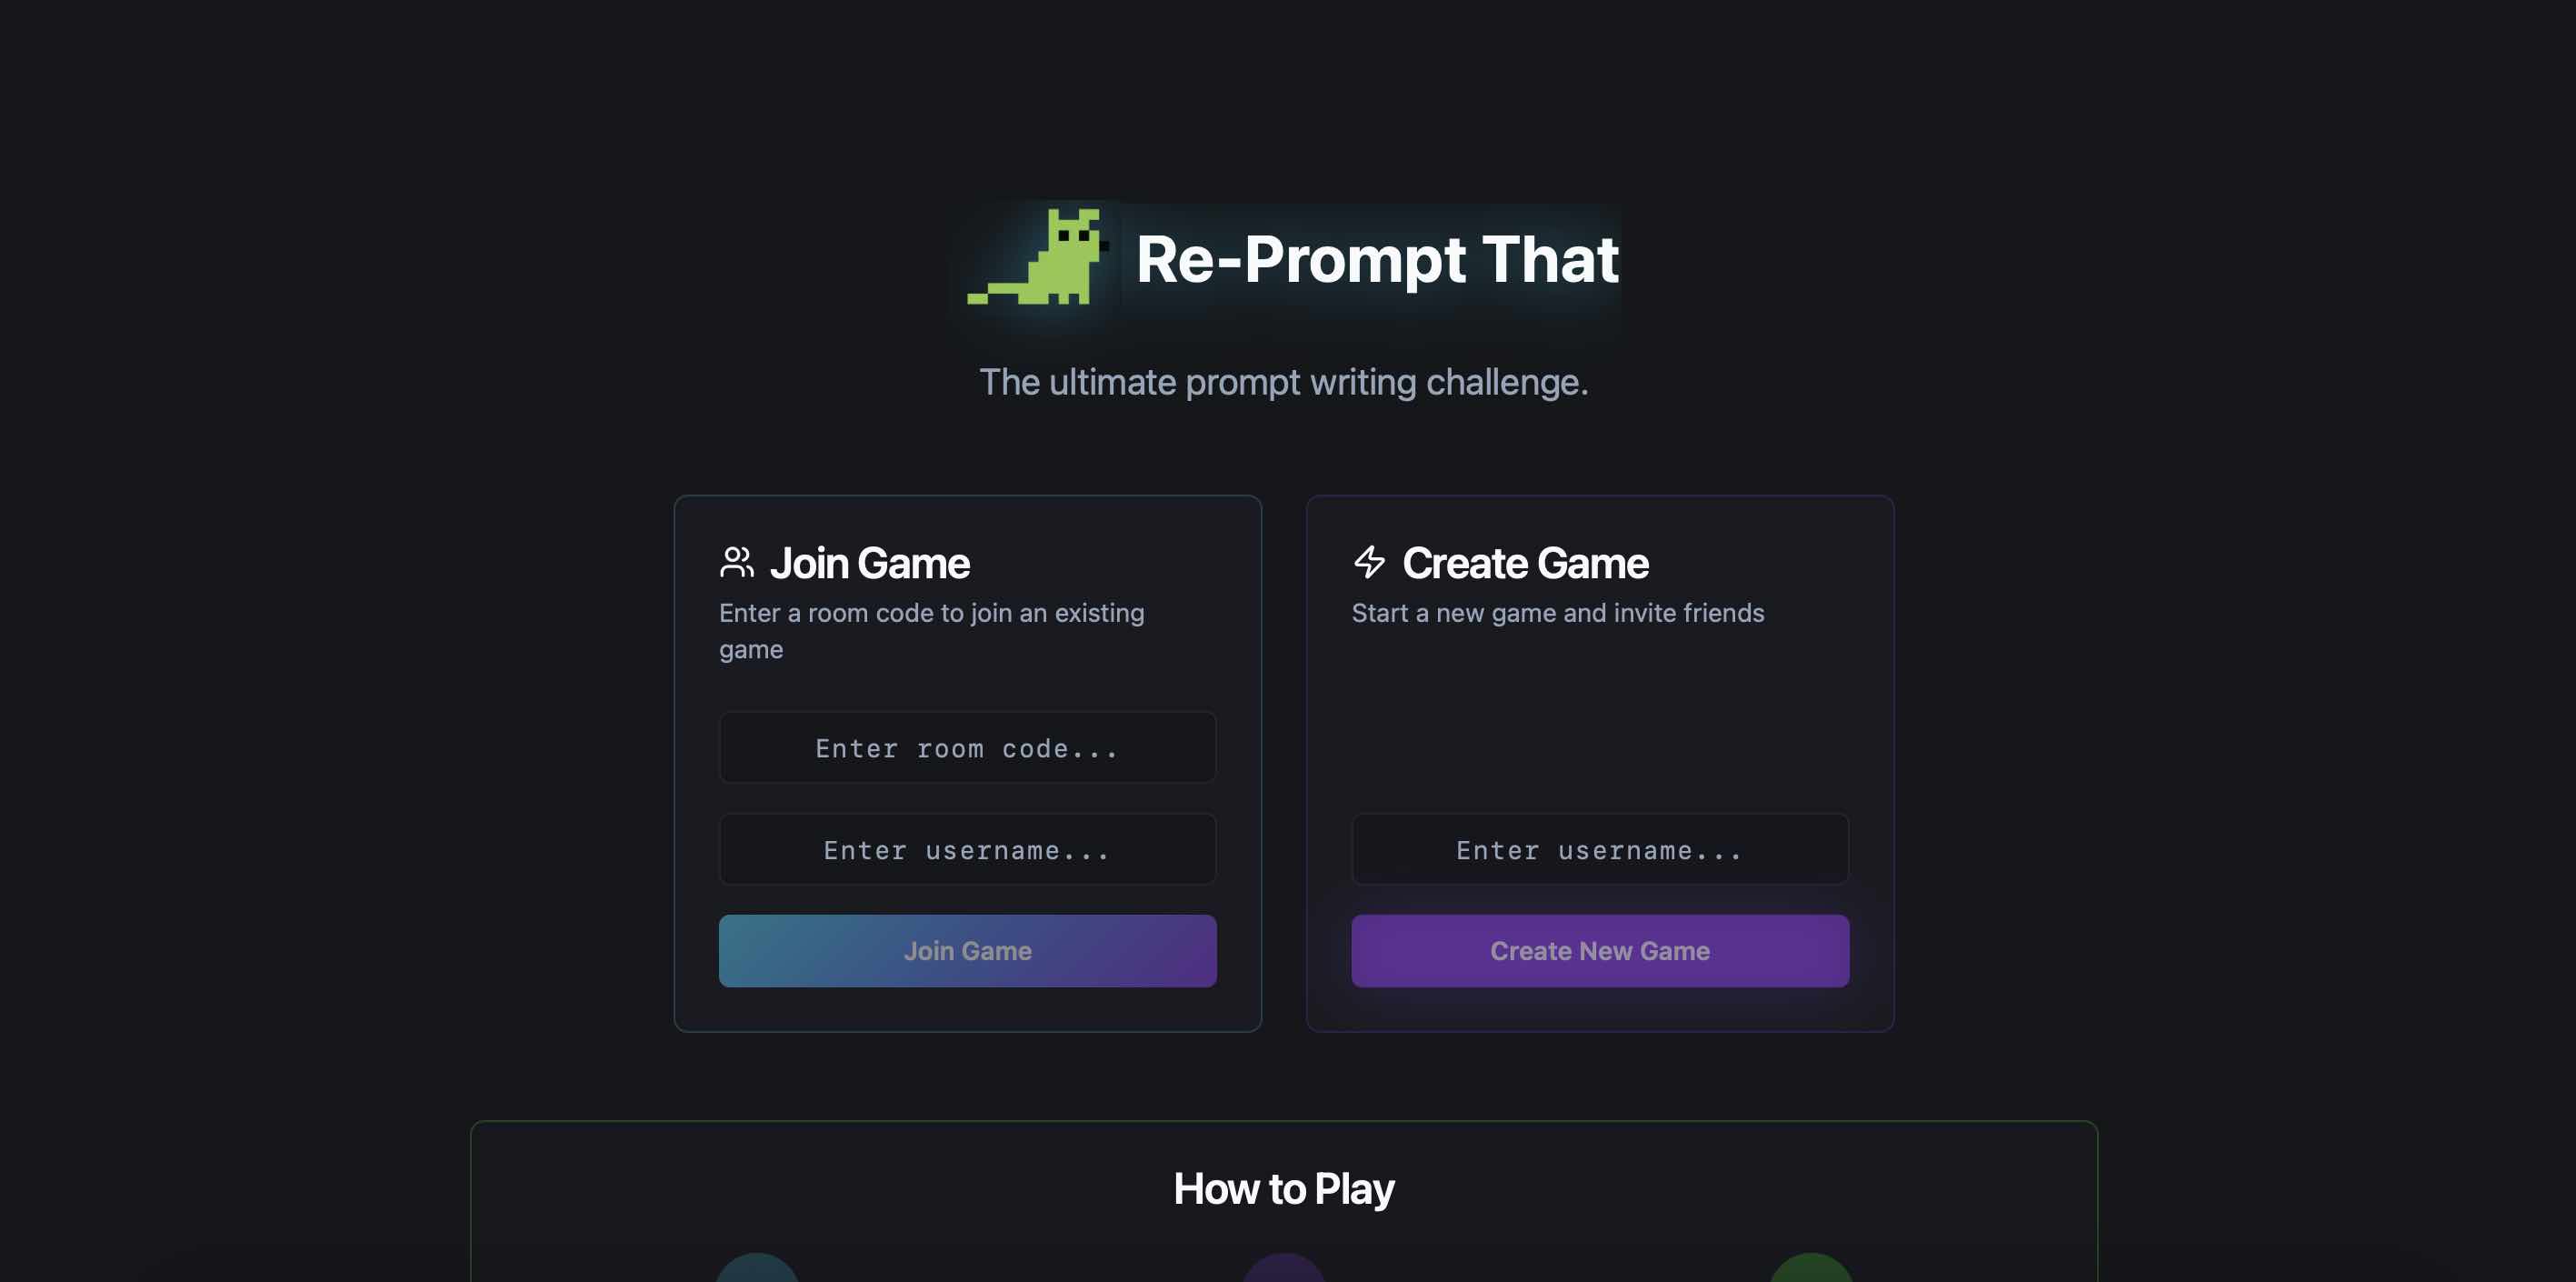 Re-Prompt That
The ultimate prompt writing challenge.
Join Game
Enter a room code to join an existing
game
Enter room code...
Enter username...
Join Game
Create Game
Start a new game and invite friends
Enter username...
Create New Game
How to Play